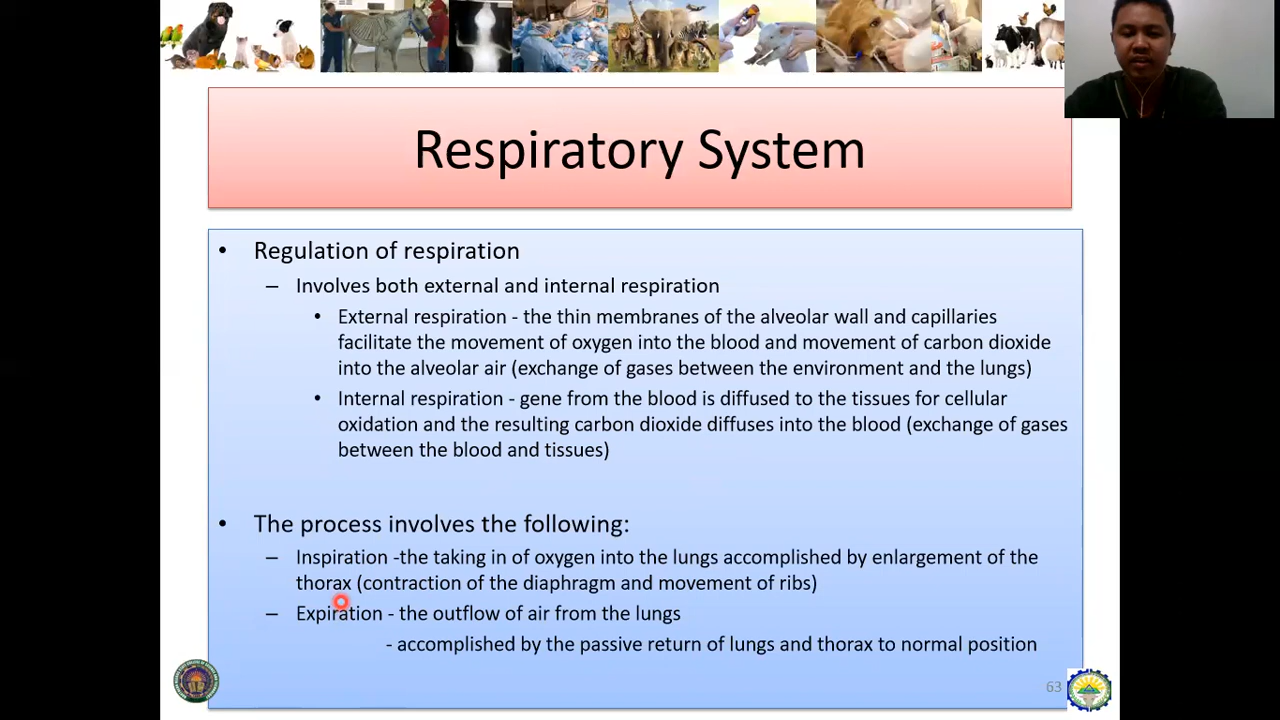 Respiratory System
• Regulation of respiration
– Involves both external and internal respiration
• External respiration - the thin membranes of the alveolar wall and capillaries
facilitate the movement of oxygen into the blood and movement of carbon dioxide
into the alveolar air (exchange of gases between the environment and the lungs)
• Internal respiration - gene from the blood is diffused to the tissues for cellular
oxidation and the resulting carbon dioxide diffuses into the blood (exchange of gases
between the blood and tissues)
• The process involves the following:
– Inspiration -the taking in of oxygen into the lungs accomplished by enlargement of the
thorax (contraction of the diaphragm and movement of ribs)
– Expiration - the outflow of air from the lungs
- accomplished by the passive return of lungs and thorax to normal position
63